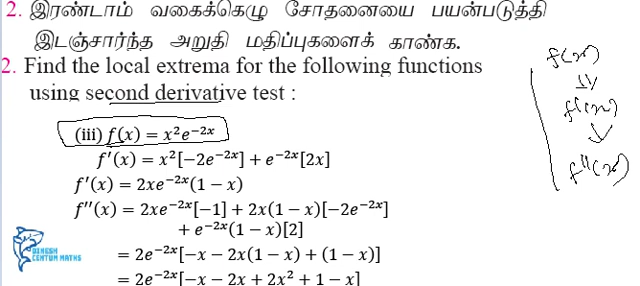 2. இரண்டாம் வகைக்கெழு சோதனையை பயன்படுத்தி
இடஞ்சார்ந்த அறுதி மதிப்புகளைக் காண்க.
2. Find the local extrema for the following functions
using second derivative test :
(iii) f(x) = x²e⁻²ˣ
f′(x) = x²[−2e⁻²ˣ] + e⁻²ˣ[2x]
f′(x) = 2xe⁻²ˣ(1 − x)
f″(x) = 2xe⁻²ˣ[−1] + 2x(1 − x)[−2e⁻²ˣ]
+ e⁻²ˣ(1 − x)[2]
= 2e⁻²ˣ[−x − 2x(1 − x) + (1 − x)]
= 2e⁻²ˣ[−x − 2x + 2x² + 1 − x]
f(x)
f'(x)
f''(x)
DINESH
CENTUM MATHS